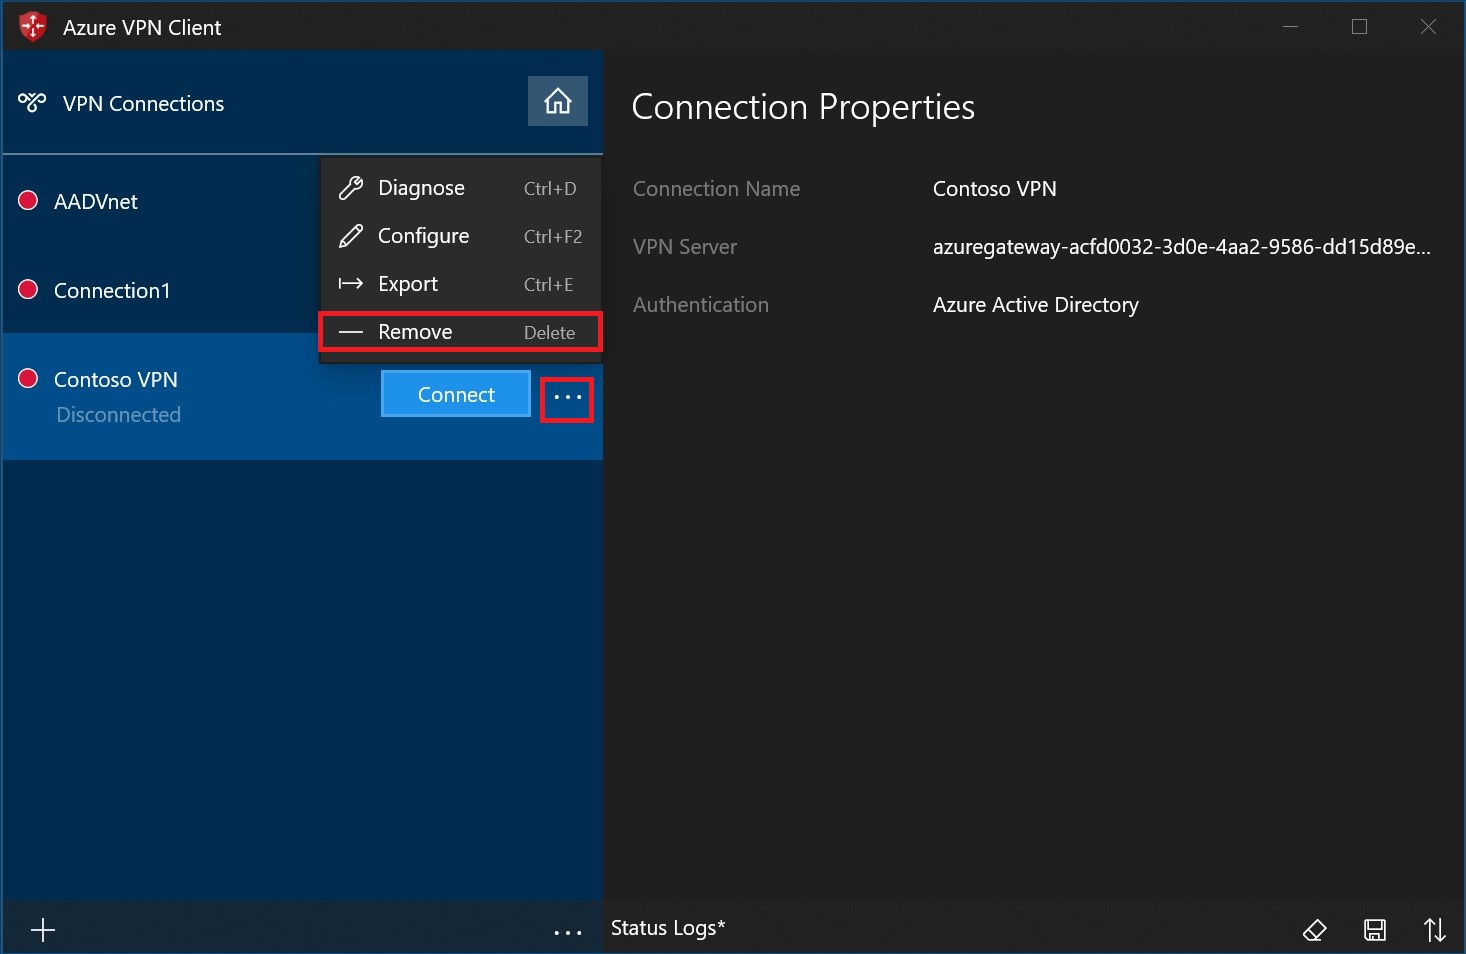 Azure VPN Client
VPN Connections
AADVnet
Connection1
Contoso VPN
Disconnected
Diagnose Ctrl+D
Configure Ctrl+F2
Export Ctrl+E
Remove Delete
Connect
Connection Properties
Connection Name Contoso VPN
VPN Server azuregateway-acfd0032-3d0e-4aa2-9586-dd15d89e...
Authentication Azure Active Directory
Status Logs*